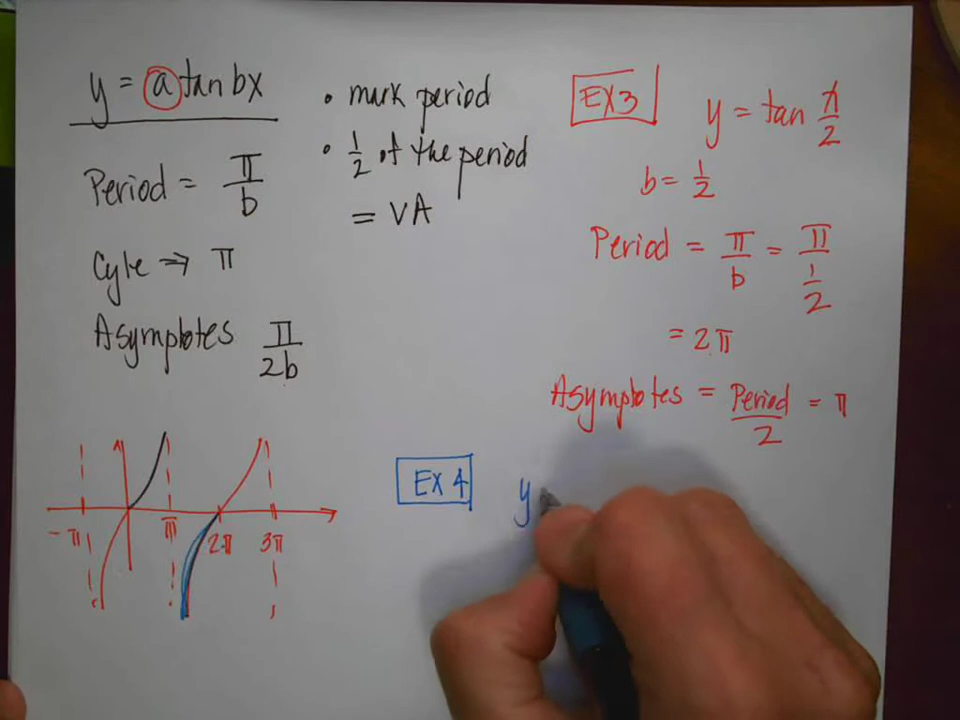 y = a tan bx
Period = π/b
Cycle ⇒ π
Asymptotes π/2b
• mark period
• 1/2 of the period
= VA
EX3
y = tan x/2
b = 1/2
Period = π/b = π/(1/2)
= 2π
Asymptotes = Period/2 = π
-π π 2π 3π
EX 4 y